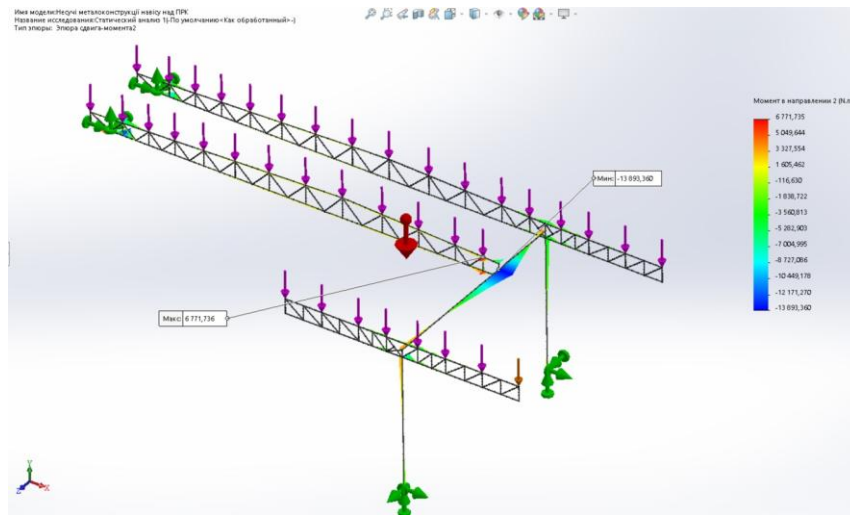 Имя модели:Несучі металоконструкції навісу над ПРК
Название исследования:Статический анализ 1(-По умолчанию<Как обработанный>-)
Тип эпюры: Эпюра сдвига-момента2
Момент в направлении 2 (N.
6 771,735
5 049,644
3 327,554
1 605,462
-116,630
-1 838,722
-3 560,813
-5 282,903
-7 004,995
-8 727,086
-10 449,178
-12 171,270
-13 893,360
Мин: -13 893,360
Макс: 6 771,736
Y
Z
X